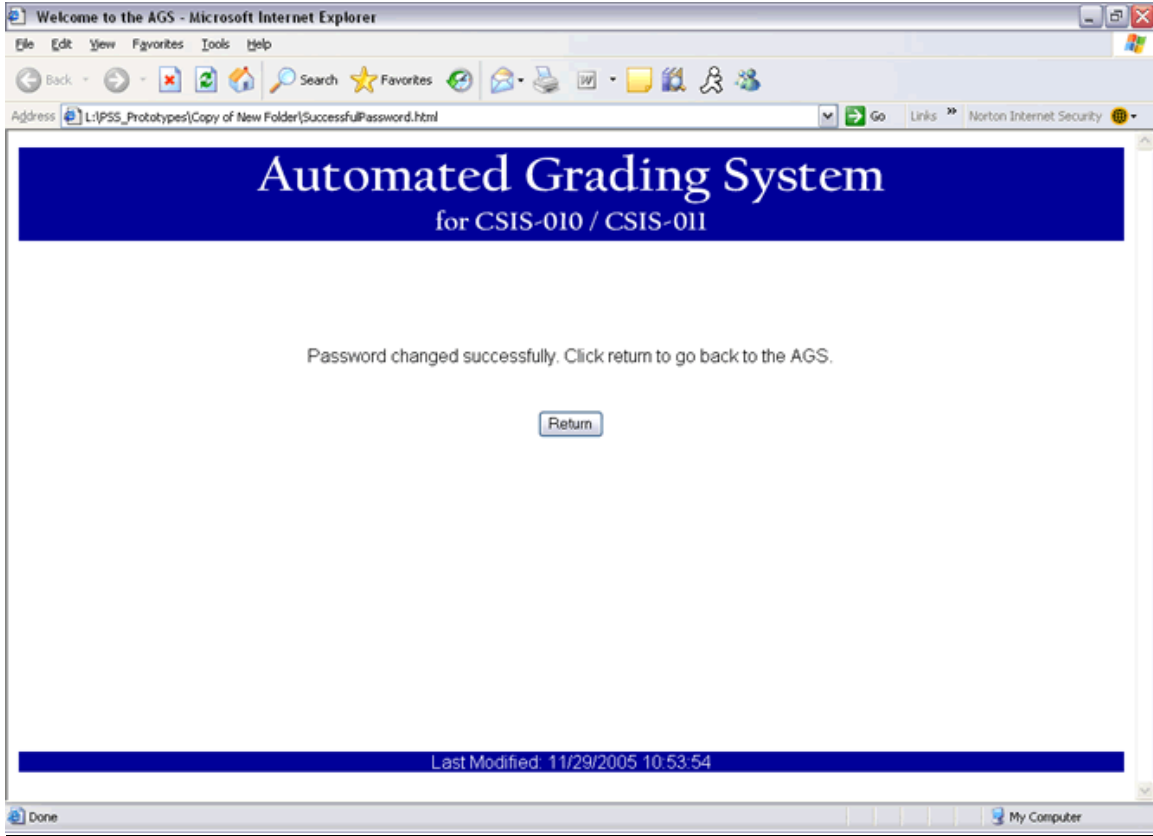 Welcome to the AGS - Microsoft Internet Explorer
File Edit View Favorites Tools Help
Back Search Favorites
Address L:\PSS_Prototypes\Copy of New Folder\SuccessfulPassword.html Go Links » Norton Internet Security
Automated Grading System
for CSIS-010 / CSIS-011
Password changed successfully. Click return to go back to the AGS.
Return
Last Modified: 11/29/2005 10:53:54
Done My Computer